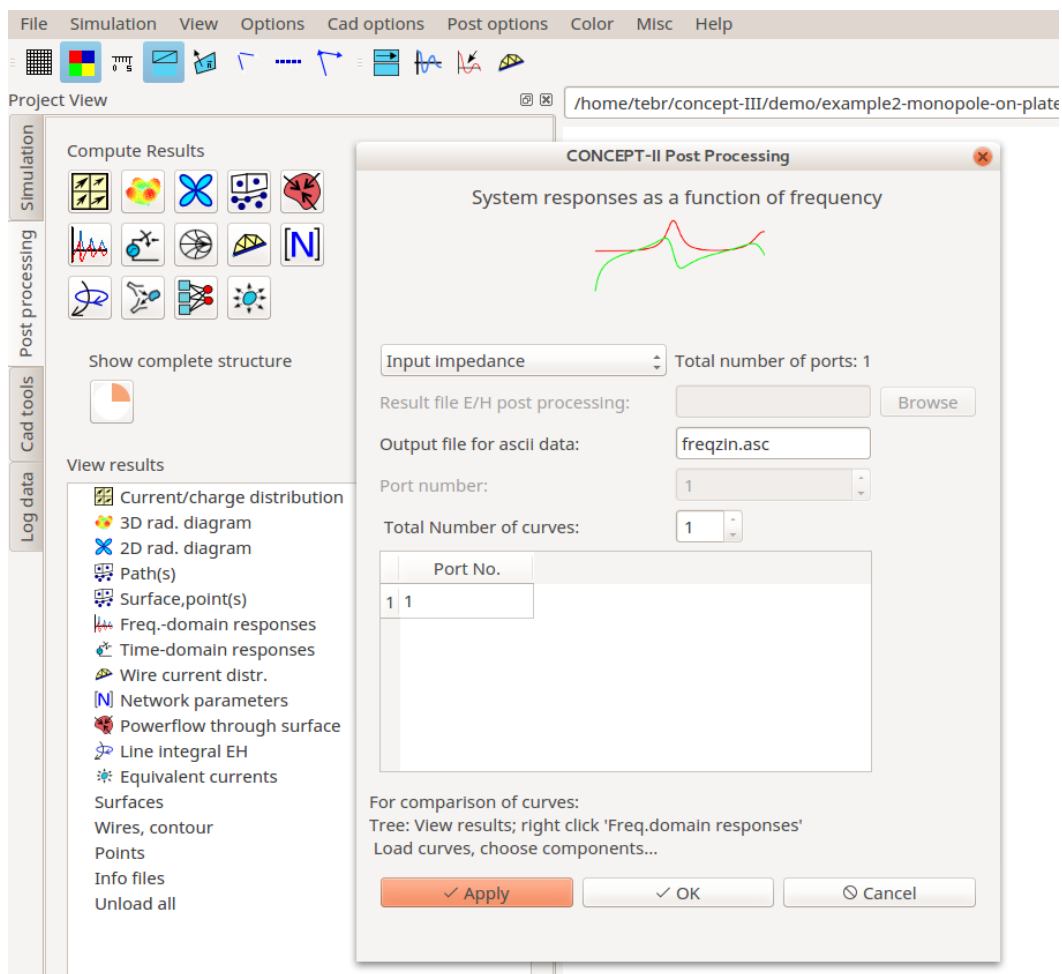 File Simulation View Options Cad options Post options Color Misc Help
Project View
/home/tebr/concept-III/demo/example2-monopole-on-plate
Simulation
Post processing
Cad tools
Log data
Compute Results
[N]
Show complete structure
View results
Current/charge distribution
3D rad. diagram
2D rad. diagram
Path(s)
Surface,point(s)
Freq.-domain responses
Time-domain responses
Wire current distr.
[N] Network parameters
Powerflow through surface
Line integral EH
Equivalent currents
Surfaces
Wires, contour
Points
Info files
Unload all
CONCEPT-II Post Processing
System responses as a function of frequency
Input impedance Total number of ports: 1
Result file E/H post processing: Browse
Output file for ascii data: freqzin.asc
Port number: 1
Total Number of curves: 1
Port No.
1 1
For comparison of curves:
Tree: View results; right click 'Freq.domain responses'
Load curves, choose components...
Apply OK Cancel